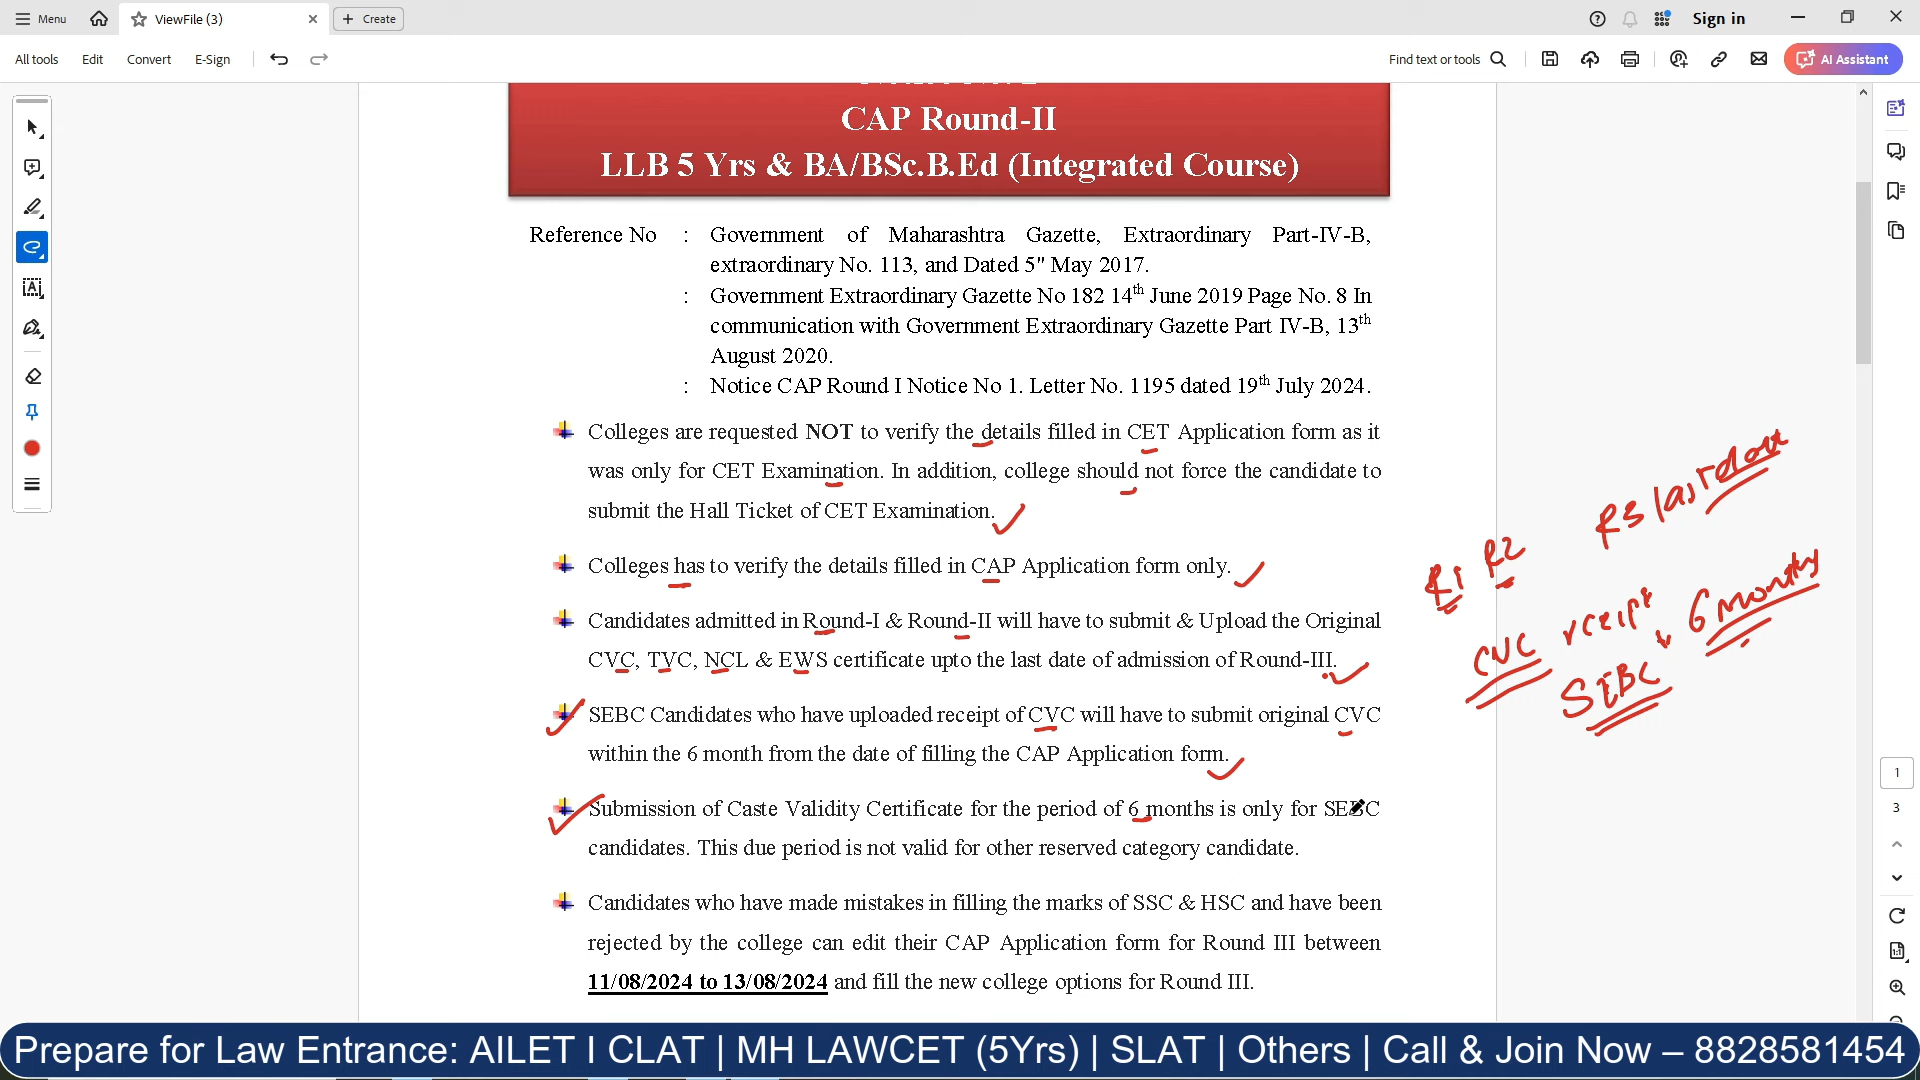 Menu
ViewFile (3)
Create
Sign in
All tools
Edit
Convert
E-Sign
Find text or tools
AI Assistant
CAP Round-II
LLB 5 Yrs & BA/BSc.B.Ed (Integrated Course)
Reference No : Government of Maharashtra Gazette, Extraordinary Part-IV-B,
extraordinary No. 113, and Dated 5" May 2017.
: Government Extraordinary Gazette No 182 14th June 2019 Page No. 8 In
communication with Government Extraordinary Gazette Part IV-B, 13th
August 2020.
: Notice CAP Round I Notice No 1. Letter No. 1195 dated 19th July 2024.
Colleges are requested NOT to verify the details filled in CET Application form as it
was only for CET Examination. In addition, college should not force the candidate to
submit the Hall Ticket of CET Examination.
Colleges has to verify the details filled in CAP Application form only.
Candidates admitted in Round-I & Round-II will have to submit & Upload the Original
CVC, TVC, NCL & EWS certificate upto the last date of admission of Round-III.
SEBC Candidates who have uploaded receipt of CVC will have to submit original CVC
within the 6 month from the date of filling the CAP Application form.
Submission of Caste Validity Certificate for the period of 6 months is only for SEBC
candidates. This due period is not valid for other reserved category candidate.
Candidates who have made mistakes in filling the marks of SSC & HSC and have been
rejected by the college can edit their CAP Application form for Round III between
11/08/2024 to 13/08/2024 and fill the new college options for Round III.
R3 last date
R1 R2
CVC receipt 6 months
SEBC
1
3
Prepare for Law Entrance: AILET I CLAT | MH LAWCET (5Yrs) | SLAT | Others | Call & Join Now – 8828581454